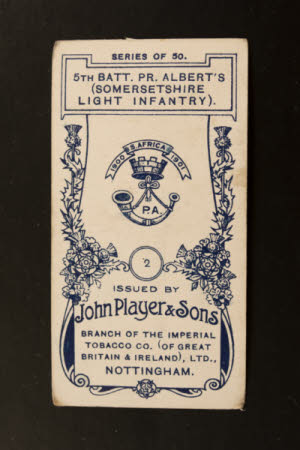 SERIES OF 50.
5TH BATT. PR. ALBERT'S
(SOMERSETSHIRE
LIGHT INFANTRY).
S. AFRICA
1900 1901
P.A.
2
ISSUED BY
John Player & Sons
BRANCH OF THE IMPERIAL
TOBACCO CO. (OF GREAT
BRITAIN & IRELAND), LTD.,
NOTTINGHAM.